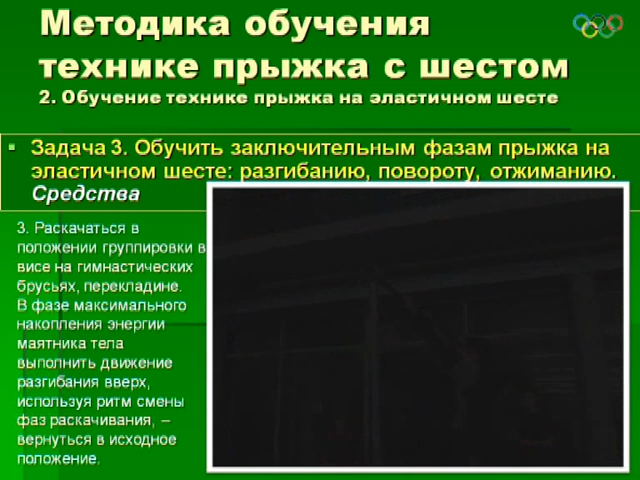 Методика обучения
технике прыжка с шестом
2. Обучение технике прыжка на эластичном шесте
Задача 3. Обучить заключительным фазам прыжка на
эластичном шесте: разгибанию, повороту, отжиманию.
Средства
3. Раскачаться в
положении группировки в
висе на гимнастических
брусьях, перекладине.
В фазе максимального
накопления энергии
маятника тела
выполнить движение
разгибания вверх,
используя ритм смены
фаз раскачивания, –
вернуться в исходное
положение.